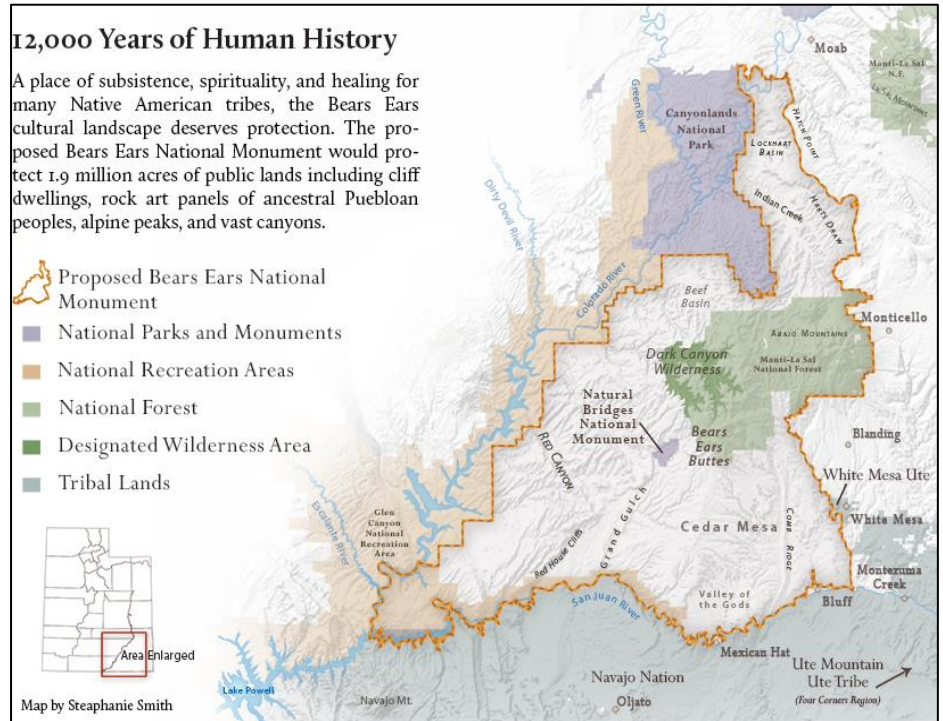 12,000 Years of Human History
A place of subsistence, spirituality, and healing for
many Native American tribes, the Bears Ears
cultural landscape deserves protection. The pro-
posed Bears Ears National Monument would pro-
tect 1.9 million acres of public lands including cliff
dwellings, rock art panels of ancestral Puebloan
peoples, alpine peaks, and vast canyons.
Proposed Bears Ears National
Monument
National Parks and Monuments
National Recreation Areas
National Forest
Designated Wilderness Area
Tribal Lands
Area Enlarged
Map by Steaphanie Smith
Moab
Manti-La Sal
N.F.
La Sal Mountains
Green River
Canyonlands
National
Park
Lockhart
Basin
Hatch Point
Indian Creek
Harts Draw
Dirty Devil River
Colorado River
Beef
Basin
Monticello
Abajo Mountains
Manti-La Sal
National Forest
Dark Canyon
Wilderness
Natural
Bridges
National
Monument
Bears
Ears
Buttes
Blanding
Red Canyon
White Mesa Ute
White Mesa
Cedar Mesa
Comb Ridge
Grand Gulch
Red House Cliffs
Glen
Canyon
National
Recreation
Area
Escalante River
Montezuma
Creek
Valley of
the Gods
Bluff
San Juan River
Mexican Hat
Ute Mountain
Ute Tribe
(Four Corners Region)
Navajo Nation
Oljato
Navajo Mt.
Lake Powell